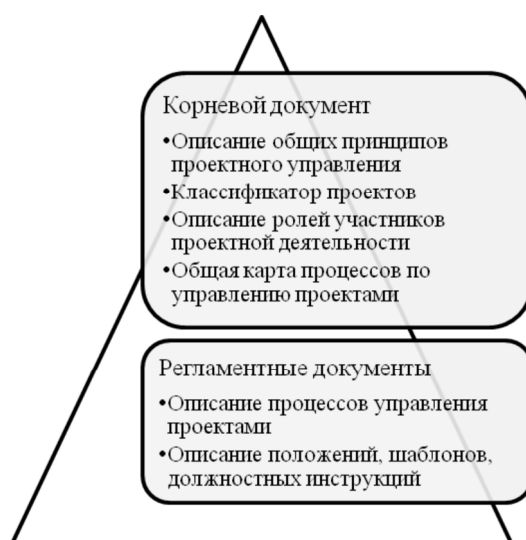 Корневой документ
•Описание общих принципов
проектного управления
•Классификатор проектов
•Описание ролей участников
проектной деятельности
•Общая карта процессов по
управлению проектами
Регламентные документы
•Описание процессов управления
проектами
•Описание положений, шаблонов,
должностных инструкций